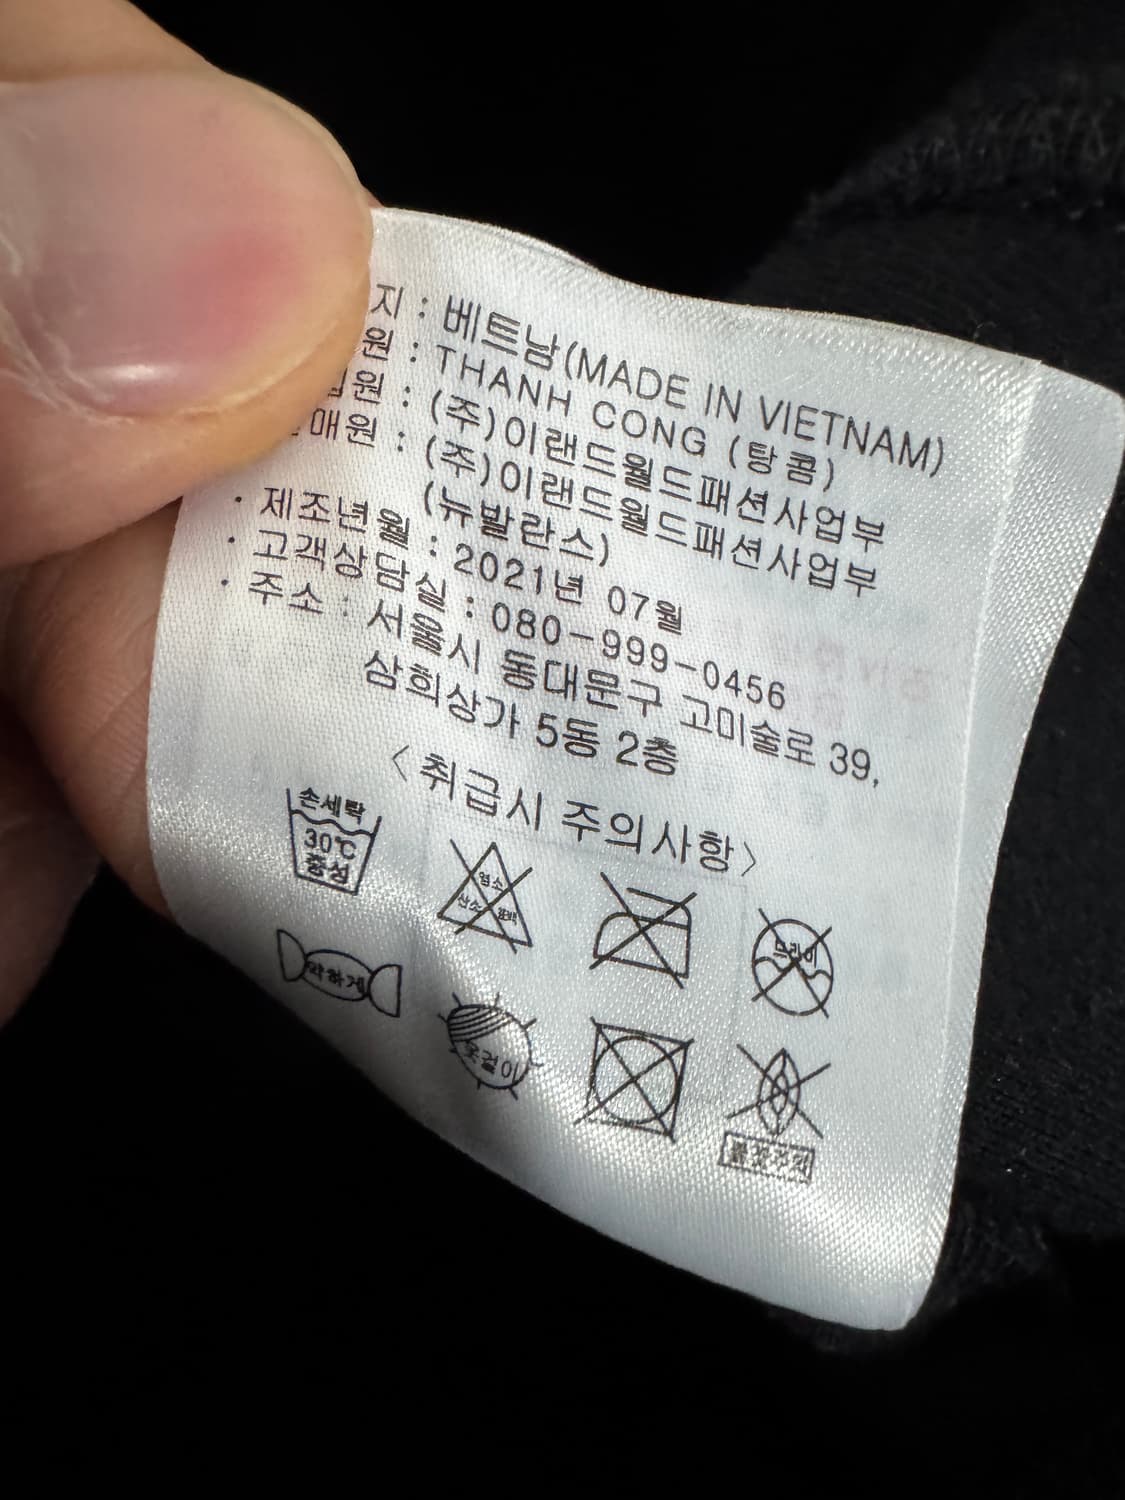 지 : 베트남(MADE IN VIETNAM)
원 : THANH CONG (탕콤)
원 : (주)이랜드월드패션사업부
매원 : (주)이랜드월드패션사업부
(뉴발란스)
· 제조년월 : 2021년 07월
· 고객상담실 : 080-999-0456
· 주소 : 서울시 동대문구 고미술로 39,
삼희상가 5동 2층
<취급시 주의사항>
손세탁
30℃
중성
염소
산소 표백
드라이
약하게
옷걸이
불꽃주의